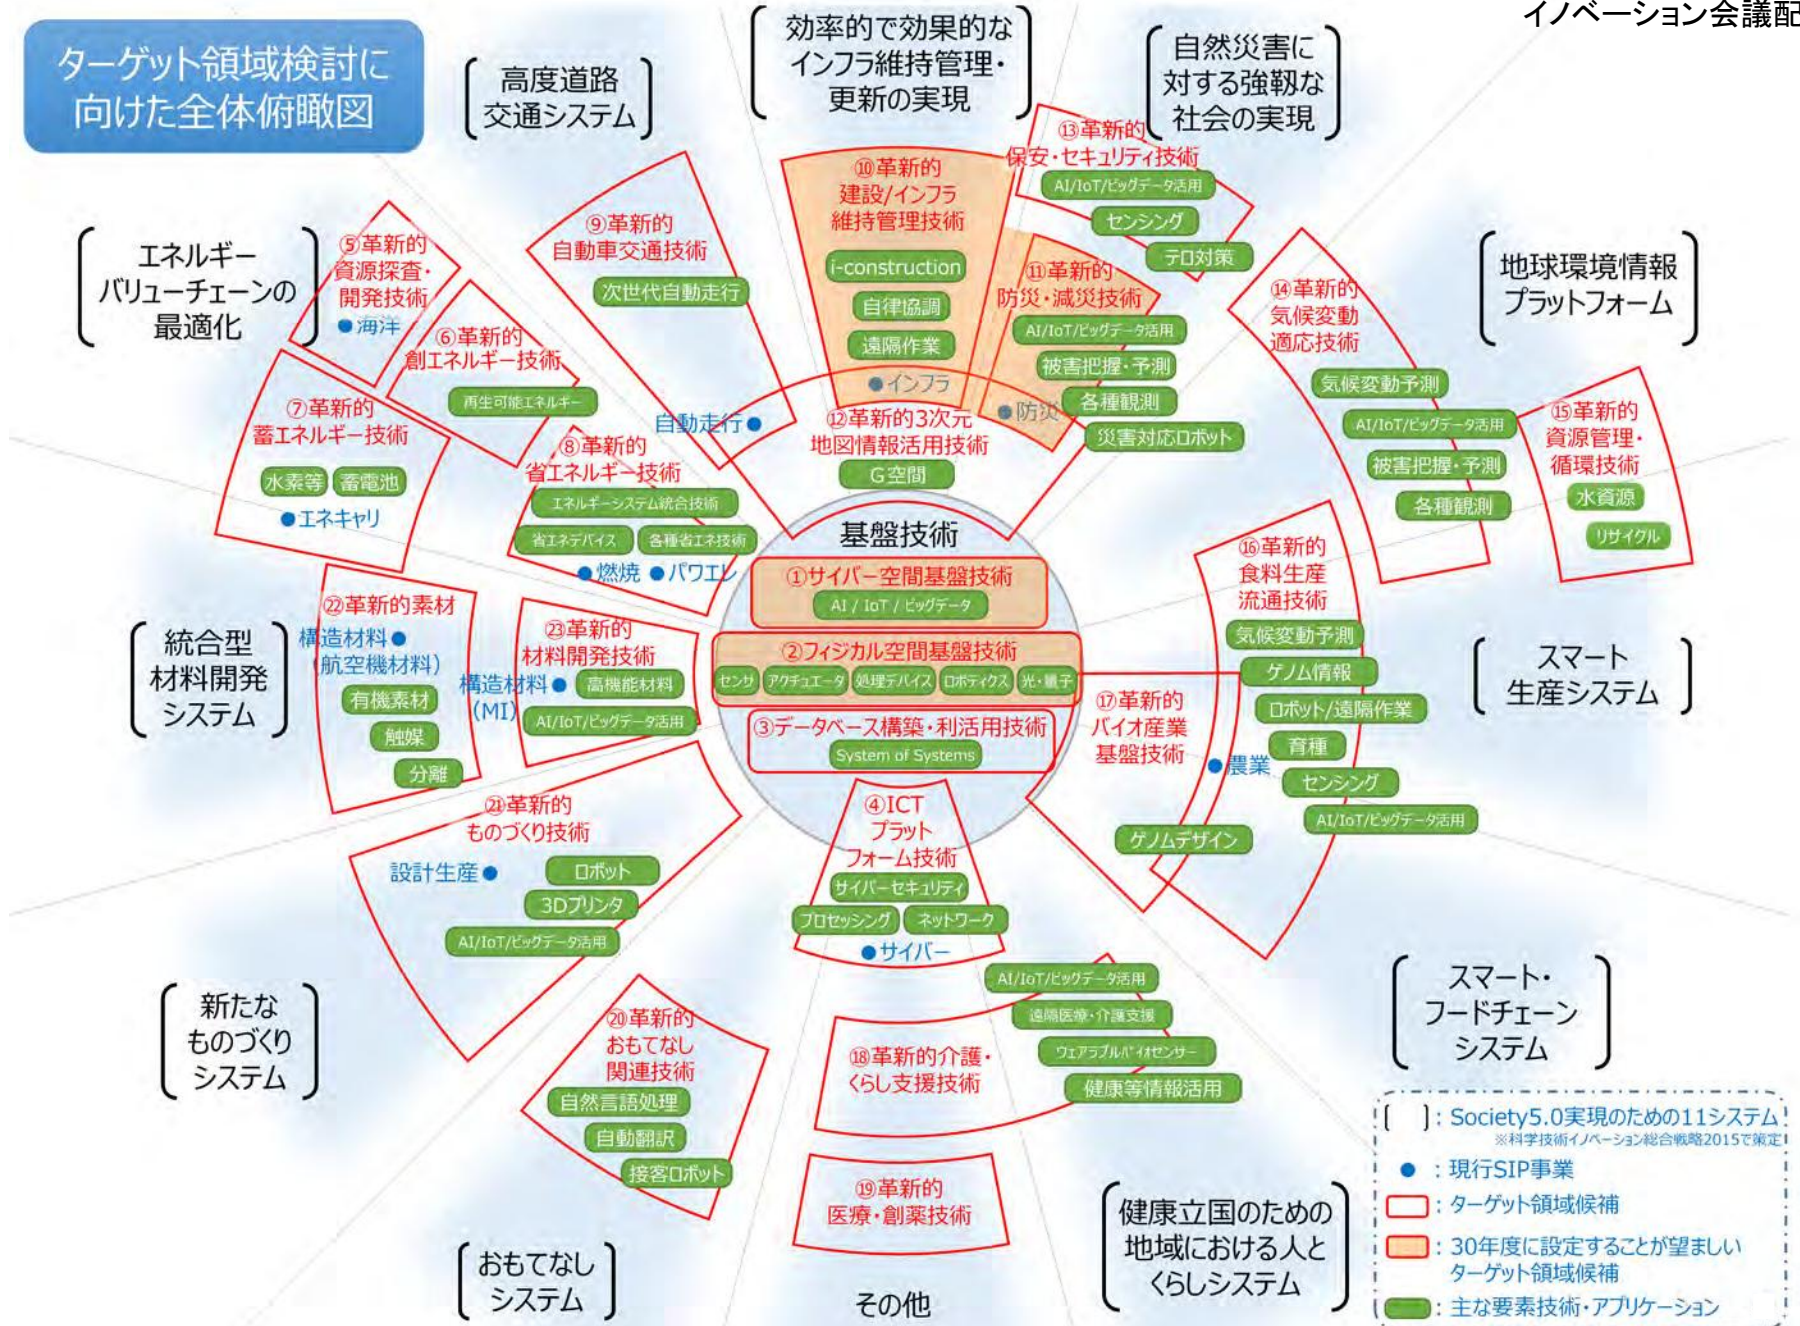 イノベーション会議配
ターゲット領域検討に
向けた全体俯瞰図
高度道路
交通システム
効率的で効果的な
インフラ維持管理・
更新の実現
自然災害に
対する強靱な
社会の実現
地球環境情報
プラットフォーム
エネルギー
バリューチェーンの
最適化
⑤革新的
資源探査・
開発技術
●海洋
⑥革新的
創エネルギー技術
再生可能エネルギー
⑦革新的
蓄エネルギー技術
水素等
蓄電池
●エネキャリ
⑧革新的
省エネルギー技術
エネルギーシステム統合技術
省エネデバイス
各種省エネ技術
●燃焼 ●パワエレ
⑨革新的
自動車交通技術
次世代自動走行
自動走行●
⑩革新的
建設/インフラ
維持管理技術
i-construction
自律協調
遠隔作業
●インフラ
⑪革新的
防災・減災技術
AI/IoT/ビッグデータ活用
被害把握・予測
各種観測
●防災
災害対応ロボット
⑫革新的3次元
地図情報活用技術
G空間
⑬革新的
保安・セキュリティ技術
AI/IoT/ビッグデータ活用
センシング
テロ対策
⑭革新的
気候変動
適応技術
気候変動予測
AI/IoT/ビッグデータ活用
被害把握・予測
各種観測
⑮革新的
資源管理・
循環技術
水資源
リサイクル
基盤技術
①サイバー空間基盤技術
AI / IoT / ビッグデータ
②フィジカル空間基盤技術
センサ
アクチュエータ
処理デバイス
ロボティクス
光・量子
③データベース構築・利活用技術
System of Systems
④ICT
プラット
フォーム技術
サイバーセキュリティ
プロセッシング
ネットワーク
●サイバー
⑯革新的
食料生産
流通技術
気候変動予測
ゲノム情報
ロボット/遠隔作業
育種
センシング
AI/IoT/ビッグデータ活用
⑰革新的
バイオ産業
基盤技術
●農業
ゲノムデザイン
スマート
生産システム
スマート・
フードチェーン
システム
統合型
材料開発
システム
㉒革新的素材
構造材料●
(航空機材料)
有機素材
触媒
分離
㉓革新的
材料開発技術
構造材料●
(MI)
高機能材料
AI/IoT/ビッグデータ活用
㉑革新的
ものづくり技術
設計生産●
ロボット
3Dプリンタ
AI/IoT/ビッグデータ活用
新たな
ものづくり
システム
⑳革新的
おもてなし
関連技術
自然言語処理
自動翻訳
接客ロボット
おもてなし
システム
AI/IoT/ビッグデータ活用
遠隔医療・介護支援
ウェアラブルバイオセンサー
健康等情報活用
⑱革新的介護・
くらし支援技術
⑲革新的
医療・創薬技術
その他
健康立国のための
地域における人と
くらしシステム
[ ]：Society5.0実現のための11システム
※科学技術イノベーション総合戦略2015で策定
●：現行SIP事業
：ターゲット領域候補
：30年度に設定することが望ましい
ターゲット領域候補
：主な要素技術・アプリケーション